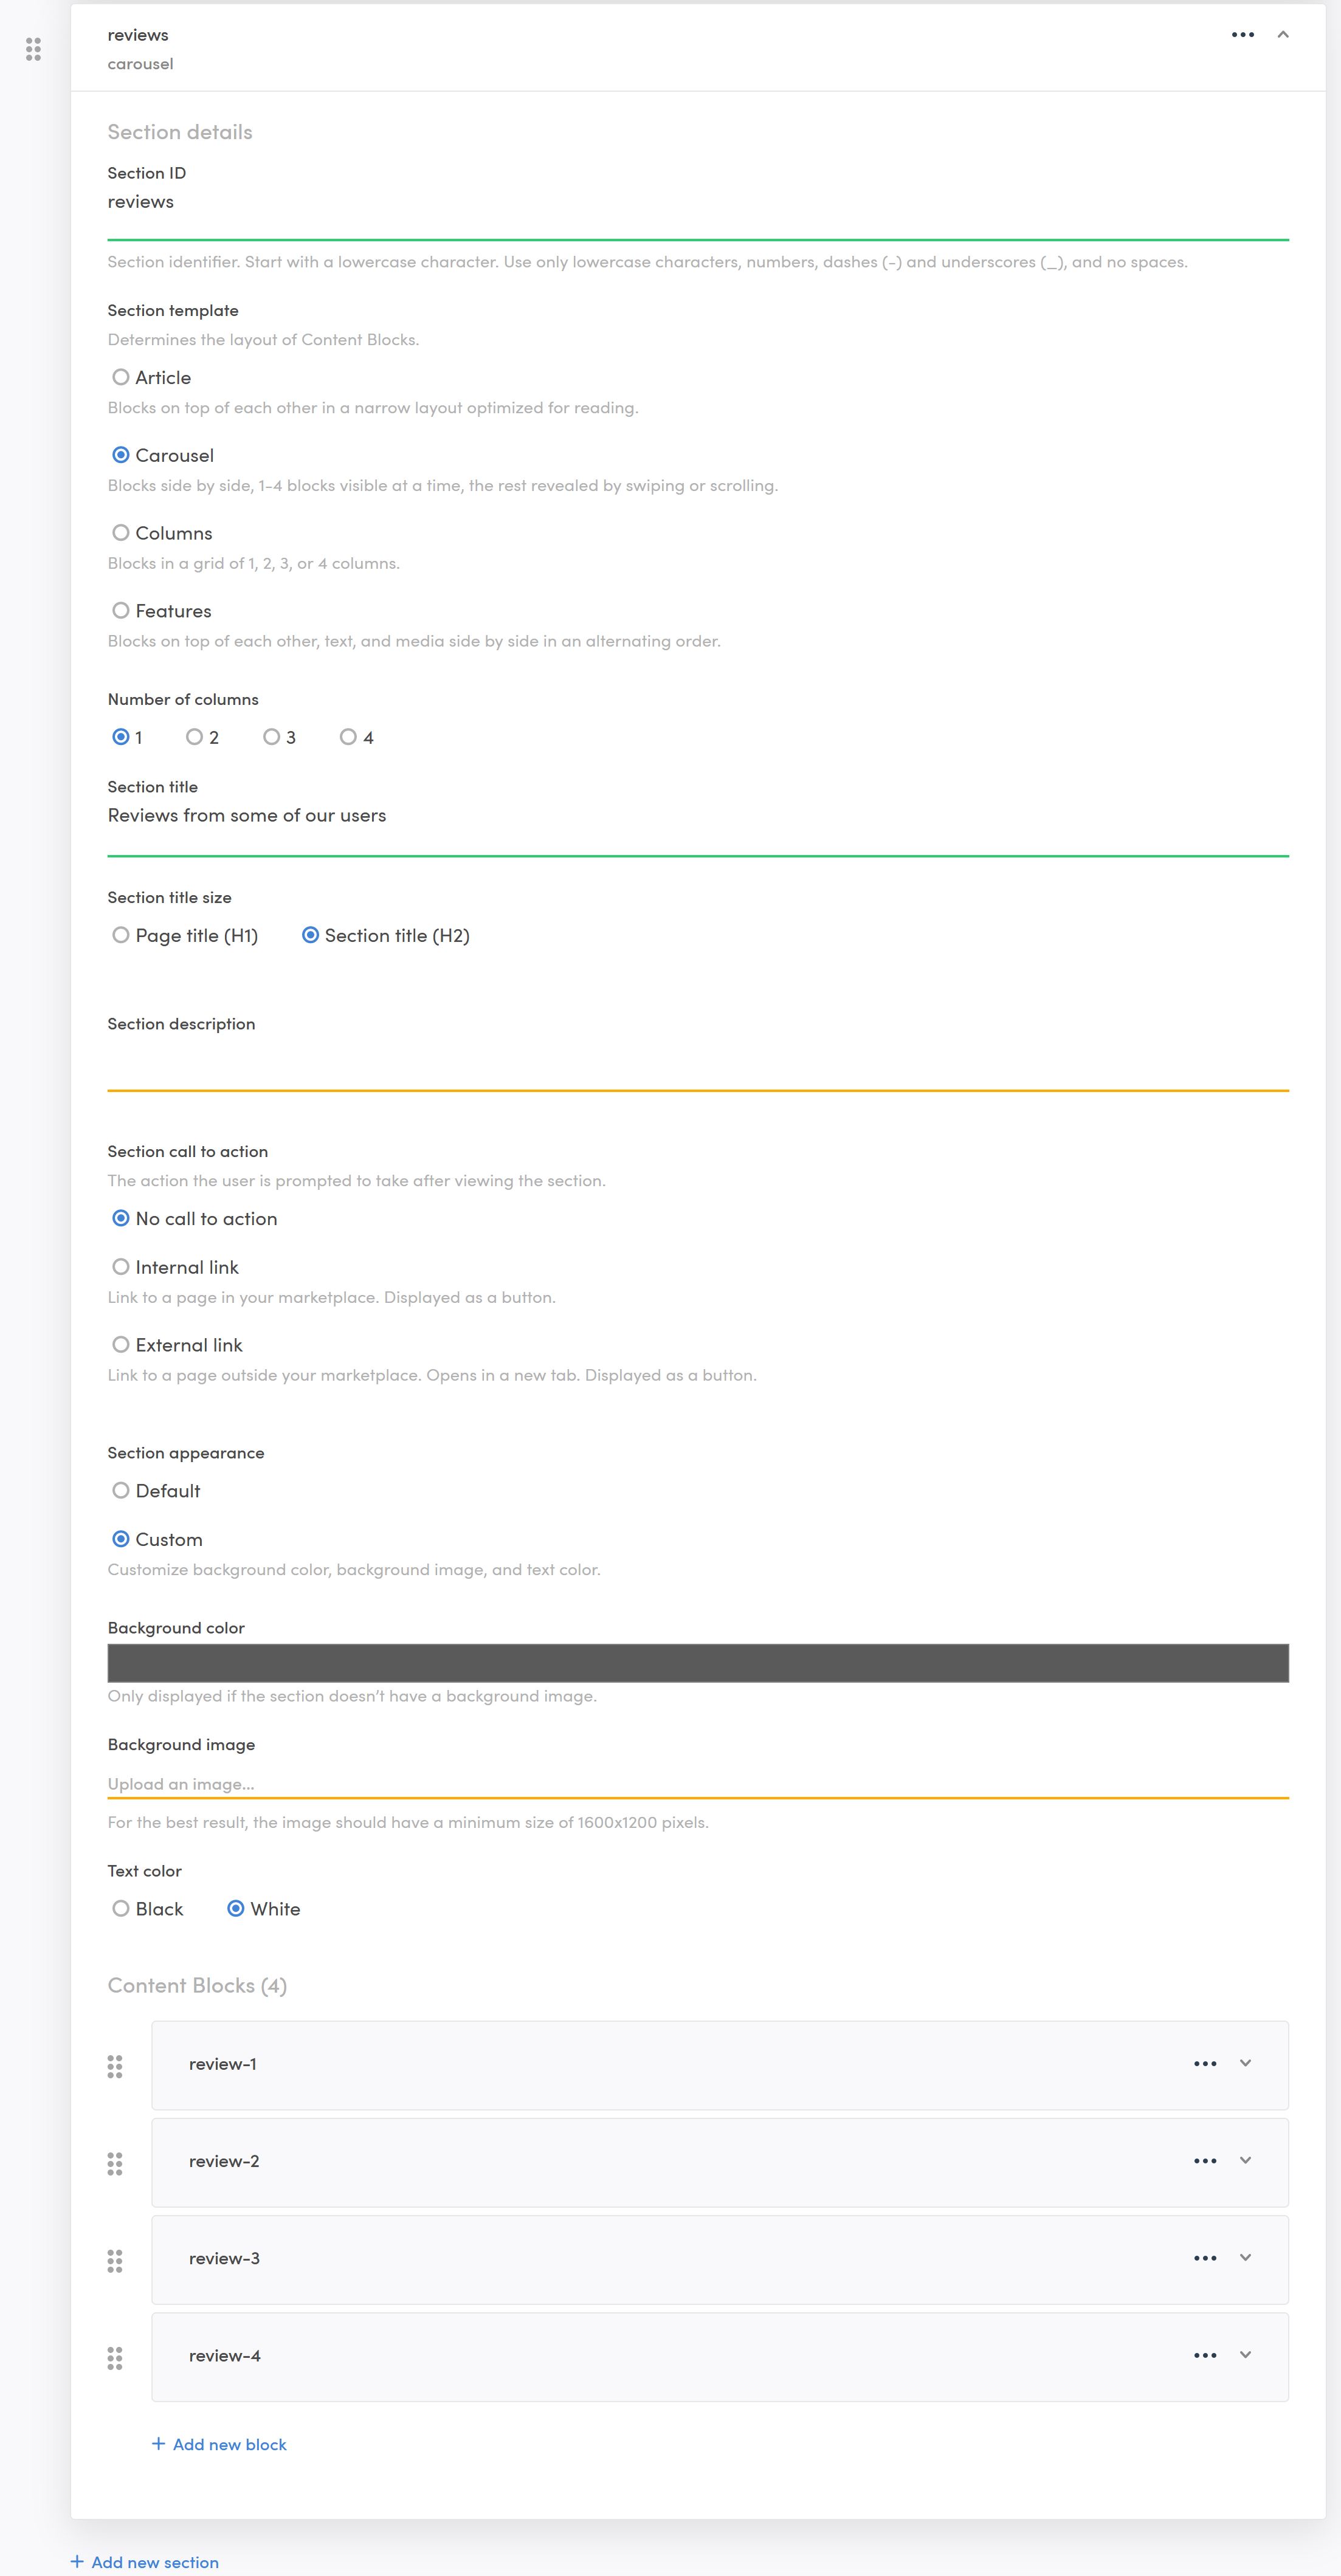 reviews
carousel
Section details
Section ID
reviews
Section identifier. Start with a lowercase character. Use only lowercase characters, numbers, dashes (-) and underscores (_), and no spaces.
Section template
Determines the layout of Content Blocks.
Article
Blocks on top of each other in a narrow layout optimized for reading.
Carousel
Blocks side by side, 1-4 blocks visible at a time, the rest revealed by swiping or scrolling.
Columns
Blocks in a grid of 1, 2, 3, or 4 columns.
Features
Blocks on top of each other, text, and media side by side in an alternating order.
Number of columns
1 2 3 4
Section title
Reviews from some of our users
Section title size
Page title (H1) Section title (H2)
Section description
Section call to action
The action the user is prompted to take after viewing the section.
No call to action
Internal link
Link to a page in your marketplace. Displayed as a button.
External link
Link to a page outside your marketplace. Opens in a new tab. Displayed as a button.
Section appearance
Default
Custom
Customize background color, background image, and text color.
Background color
Only displayed if the section doesn’t have a background image.
Background image
Upload an image...
For the best result, the image should have a minimum size of 1600x1200 pixels.
Text color
Black White
Content Blocks (4)
review-1
review-2
review-3
review-4
+ Add new block
+ Add new section